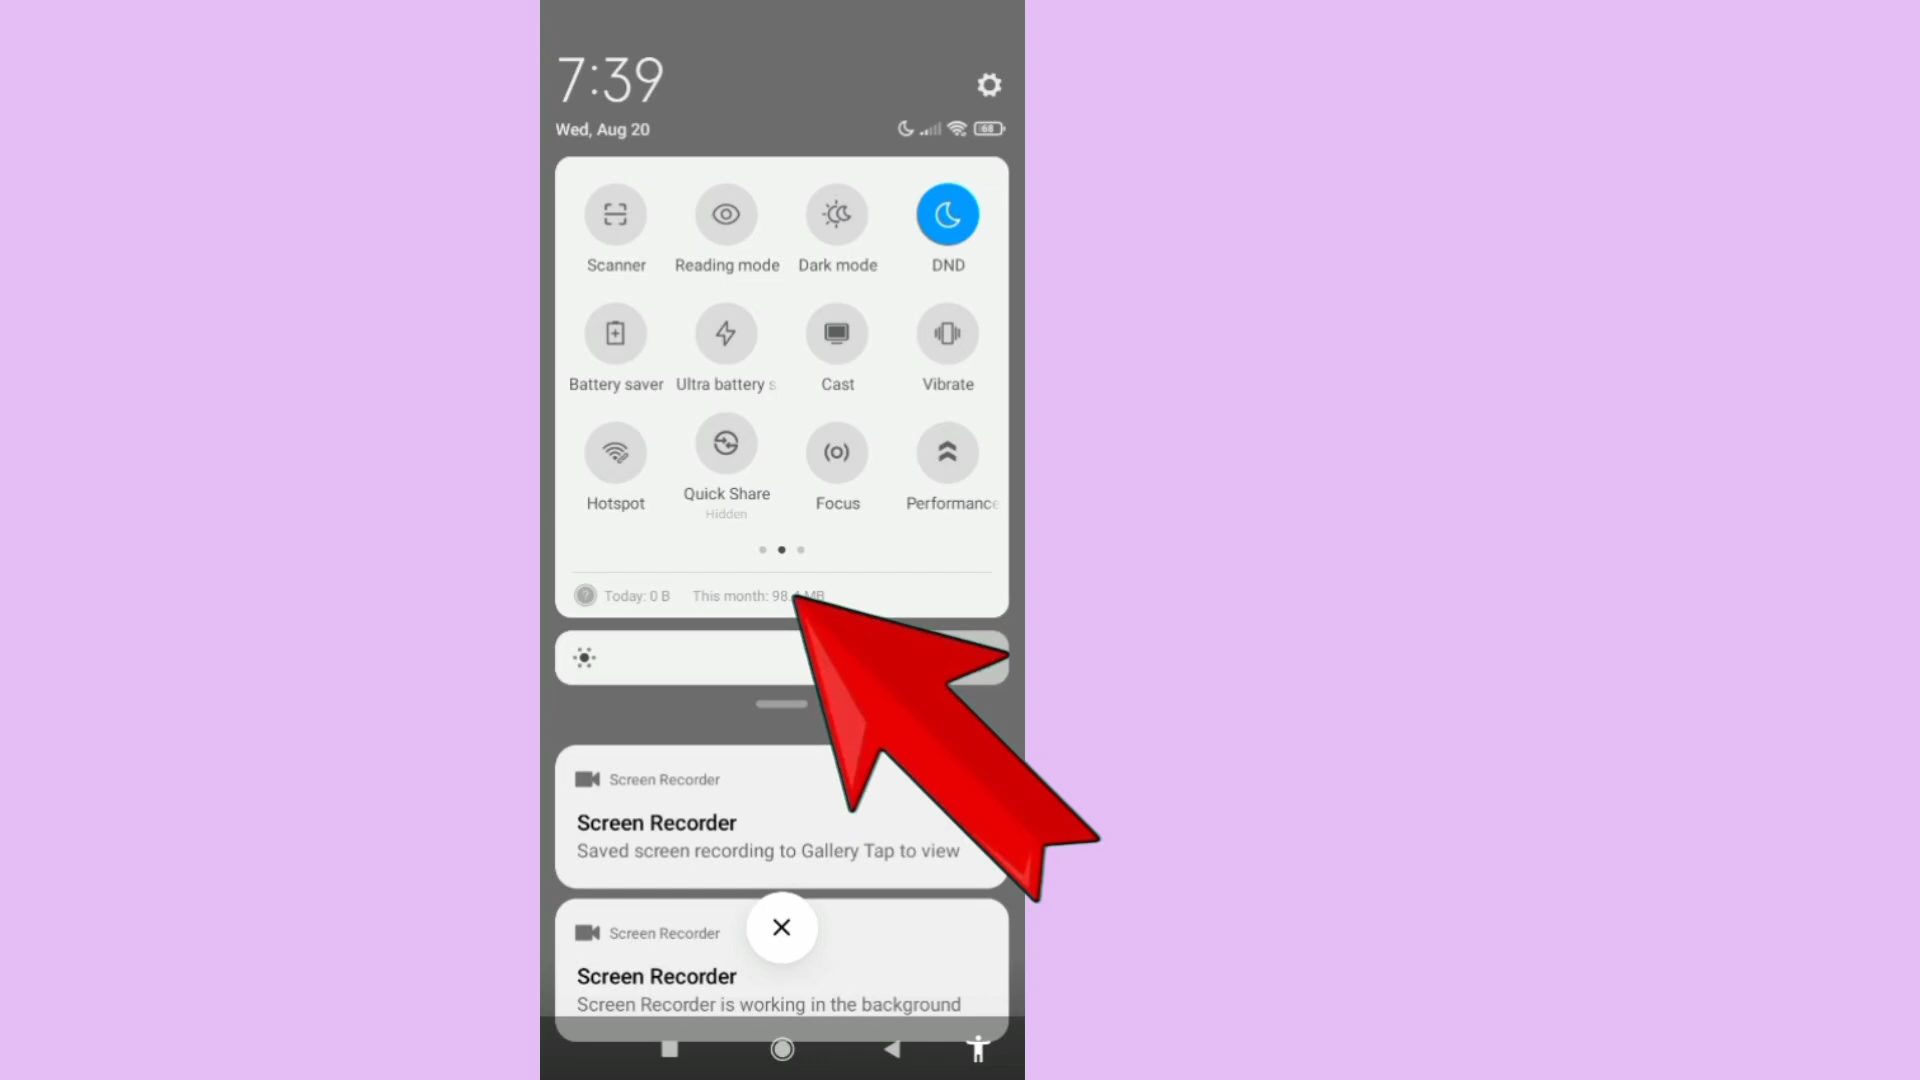 7:39
Wed, Aug 20
68
Scanner
Reading mode
Dark mode
DND
Battery saver
Ultra battery s
Cast
Vibrate
Hotspot
Quick Share
Hidden
Focus
Performance
Today: 0 B
This month: 98. MB
Screen Recorder
Screen Recorder
Saved screen recording to Gallery Tap to view
Screen Recorder
Screen Recorder
Screen Recorder is working in the background